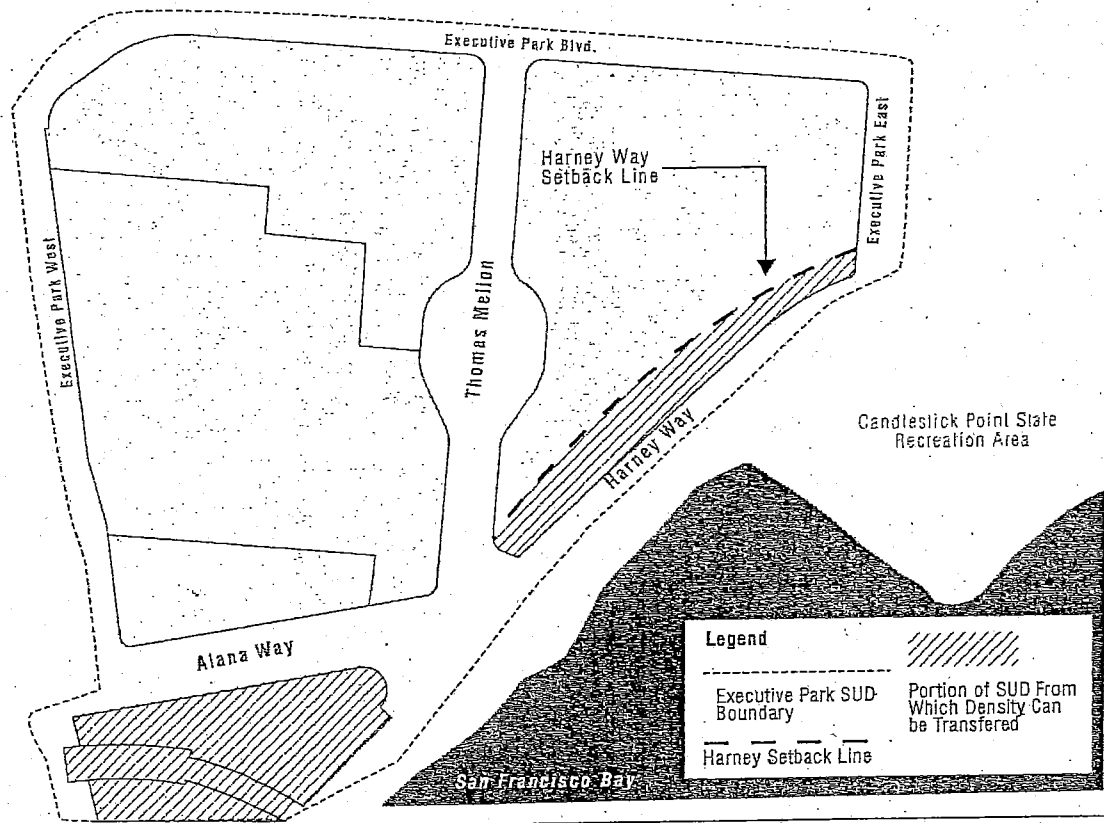 Executive Park Blvd.
Harney Way
Setback Line
Executive Park East
Executive Park West
Thomas Mellon
Harney Way
Candlestick Point State
Recreation Area
Alana Way
San Francisco Bay
Legend
Executive Park SUD
Boundary
Harney Setback Line
Portion of SUD From
Which Density Can
be Transfered